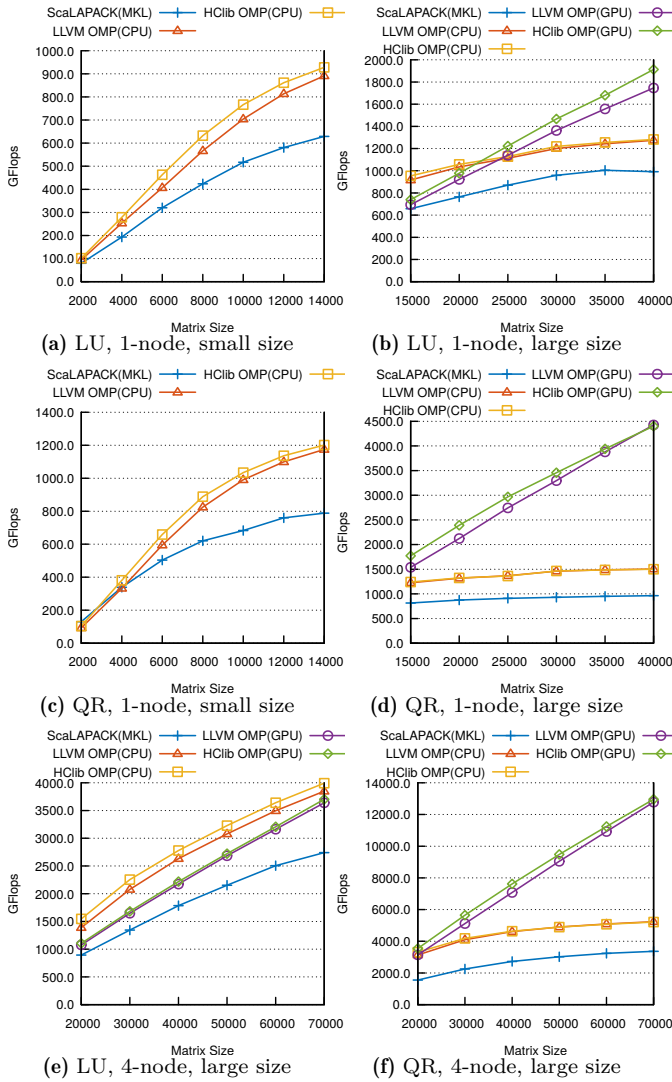 ScaLAPACK(MKL) HClib OMP(CPU)
LLVM OMP(CPU)
1000.0
900.0
800.0
700.0
600.0
500.0
400.0
300.0
200.0
100.0
0.0
GFlops
2000 4000 6000 8000 10000 12000 14000
Matrix Size
(a) LU, 1-node, small size
ScaLAPACK(MKL) LLVM OMP(GPU)
LLVM OMP(CPU) HClib OMP(GPU)
HClib OMP(CPU)
2000.0
1800.0
1600.0
1400.0
1200.0
1000.0
800.0
600.0
400.0
200.0
0.0
GFlops
15000 20000 25000 30000 35000 40000
Matrix Size
(b) LU, 1-node, large size
ScaLAPACK(MKL) HClib OMP(CPU)
LLVM OMP(CPU)
1400.0
1200.0
1000.0
800.0
600.0
400.0
200.0
0.0
GFlops
2000 4000 6000 8000 10000 12000 14000
Matrix Size
(c) QR, 1-node, small size
ScaLAPACK(MKL) LLVM OMP(GPU)
LLVM OMP(CPU) HClib OMP(GPU)
HClib OMP(CPU)
4500.0
4000.0
3500.0
3000.0
2500.0
2000.0
1500.0
1000.0
500.0
0.0
GFlops
15000 20000 25000 30000 35000 40000
Matrix Size
(d) QR, 1-node, large size
ScaLAPACK(MKL) LLVM OMP(GPU)
LLVM OMP(CPU) HClib OMP(GPU)
HClib OMP(CPU)
4000.0
3500.0
3000.0
2500.0
2000.0
1500.0
1000.0
500.0
0.0
GFlops
20000 30000 40000 50000 60000 70000
Matrix Size
(e) LU, 4-node, large size
ScaLAPACK(MKL) LLVM OMP(GPU)
LLVM OMP(CPU) HClib OMP(GPU)
HClib OMP(CPU)
14000.0
12000.0
10000.0
8000.0
6000.0
4000.0
2000.0
0.0
GFlops
20000 30000 40000 50000 60000 70000
Matrix Size
(f) QR, 4-node, large size